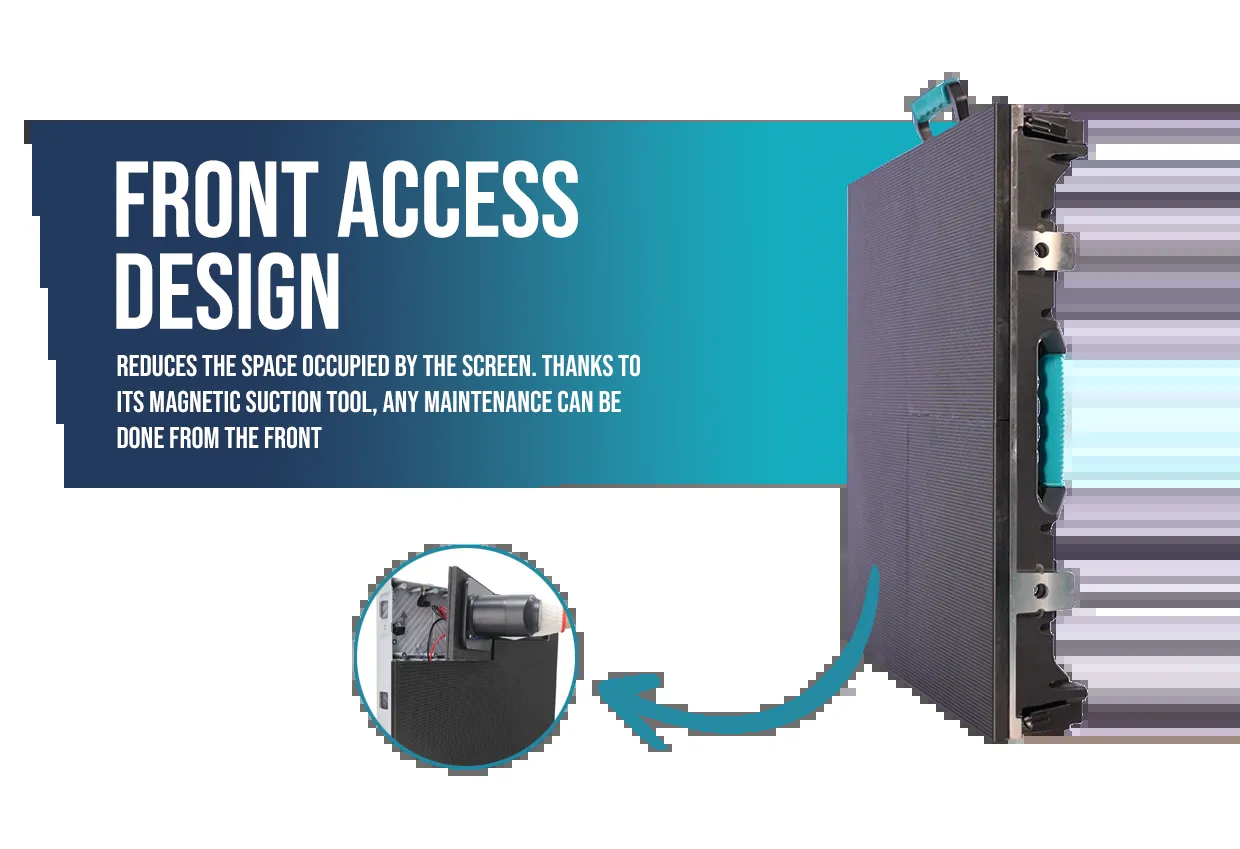 FRONT ACCESS
DESIGN
REDUCES THE SPACE OCCUPIED BY THE SCREEN. THANKS TO
ITS MAGNETIC SUCTION TOOL, ANY MAINTENANCE CAN BE
DONE FROM THE FRONT